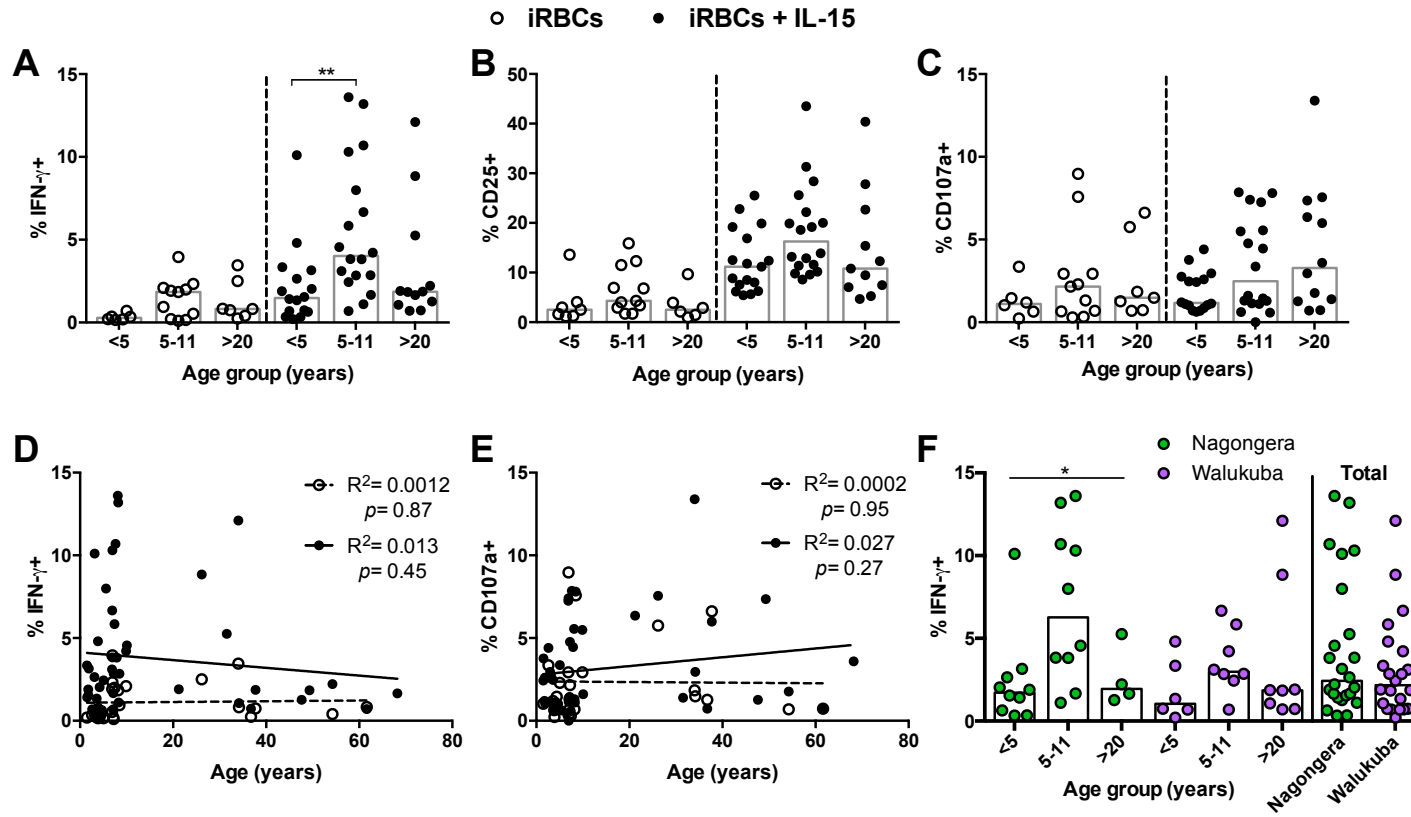 iRBCs iRBCs + IL-15
A
15
10
5
0
% IFN-γ+
**
<5 5-11 >20 <5 5-11 >20
Age group (years)
B
50
40
30
20
10
0
% CD25+
<5 5-11 >20 <5 5-11 >20
Age group (years)
C
15
10
5
0
% CD107a+
<5 5-11 >20 <5 5-11 >20
Age group (years)
D
15
10
5
0
% IFN-γ+
R²= 0.0012
p= 0.87
R²= 0.013
p= 0.45
0 20 40 60 80
Age (years)
E
15
10
5
0
% CD107a+
R²= 0.0002
p= 0.95
R²= 0.027
p= 0.27
0 20 40 60 80
Age (years)
F
Nagongera
Walukuba
Total
15
10
5
0
% IFN-γ+
*
<5 5-11 >20 <5 5-11 >20 Nagongera Walukuba
Age group (years)